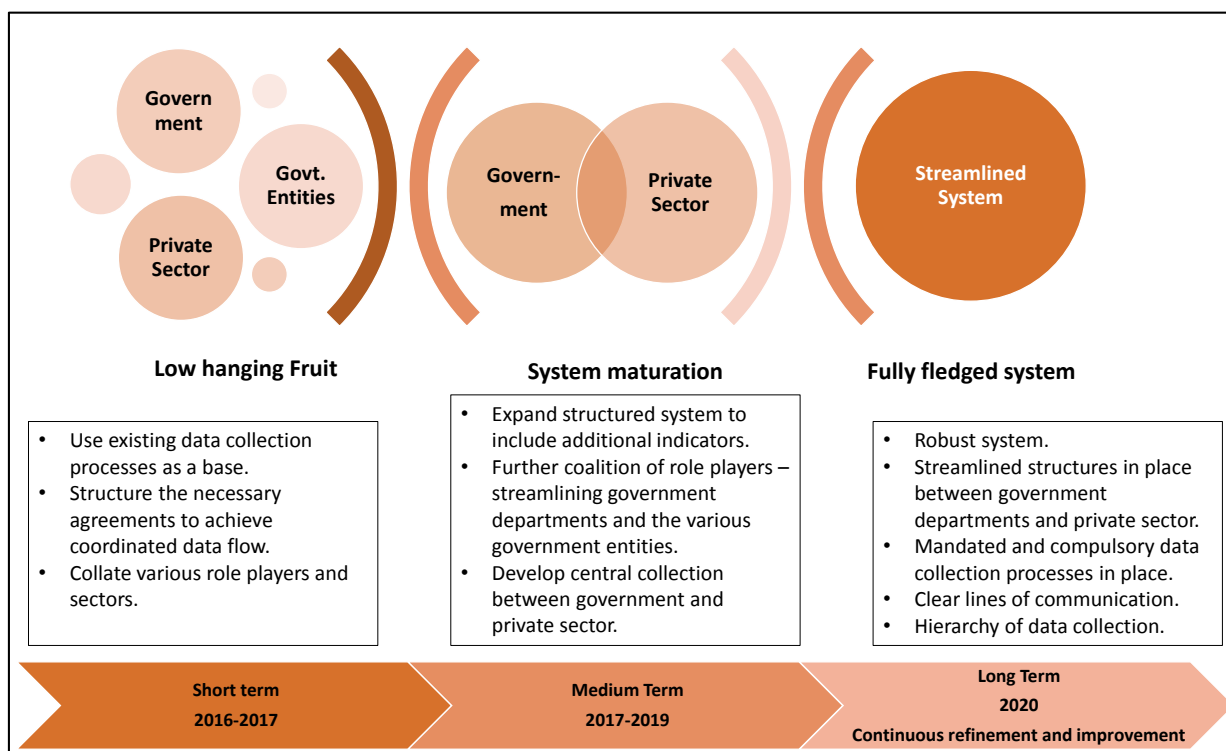 Govern
ment
Govt.
Entities
Private
Sector
Govern-
ment
Private
Sector
Streamlined
System
Low hanging Fruit
System maturation
Fully fledged system
• Use existing data collection
processes as a base.
• Structure the necessary
agreements to achieve
coordinated data flow.
• Collate various role players and
sectors.
• Expand structured system to
include additional indicators.
• Further coalition of role players –
streamlining government
departments and the various
government entities.
• Develop central collection
between government and
private sector.
• Robust system.
• Streamlined structures in place
between government
departments and private sector.
• Mandated and compulsory data
collection processes in place.
• Clear lines of communication.
• Hierarchy of data collection.
Short term
2016-2017
Medium Term
2017-2019
Long Term
2020
Continuous refinement and improvement